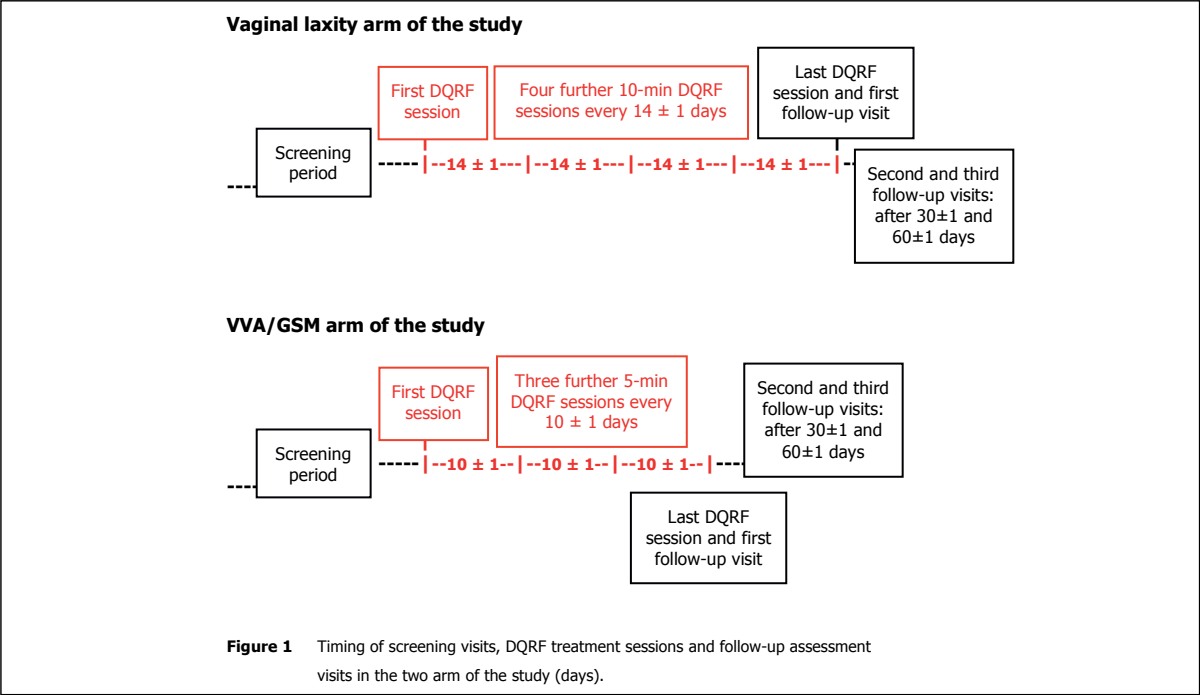 Vaginal laxity arm of the study
First DQRF
session
Four further 10-min DQRF
sessions every 14 ± 1 days
Last DQRF
session and first
follow-up visit
Screening
period
-----|--14 ± 1---|--14 ± 1---|--14 ± 1---|--14 ± 1---|--
Second and third
follow-up visits:
after 30±1 and
60±1 days
VVA/GSM arm of the study
First DQRF
session
Three further 5-min
DQRF sessions every
10 ± 1 days
Second and third
follow-up visits:
after 30±1 and
60±1 days
Screening
period
-----|--10 ± 1--|--10 ± 1--|--10 ± 1--|----
Last DQRF
session and first
follow-up visit
Figure 1 Timing of screening visits, DQRF treatment sessions and follow-up assessment
visits in the two arm of the study (days).